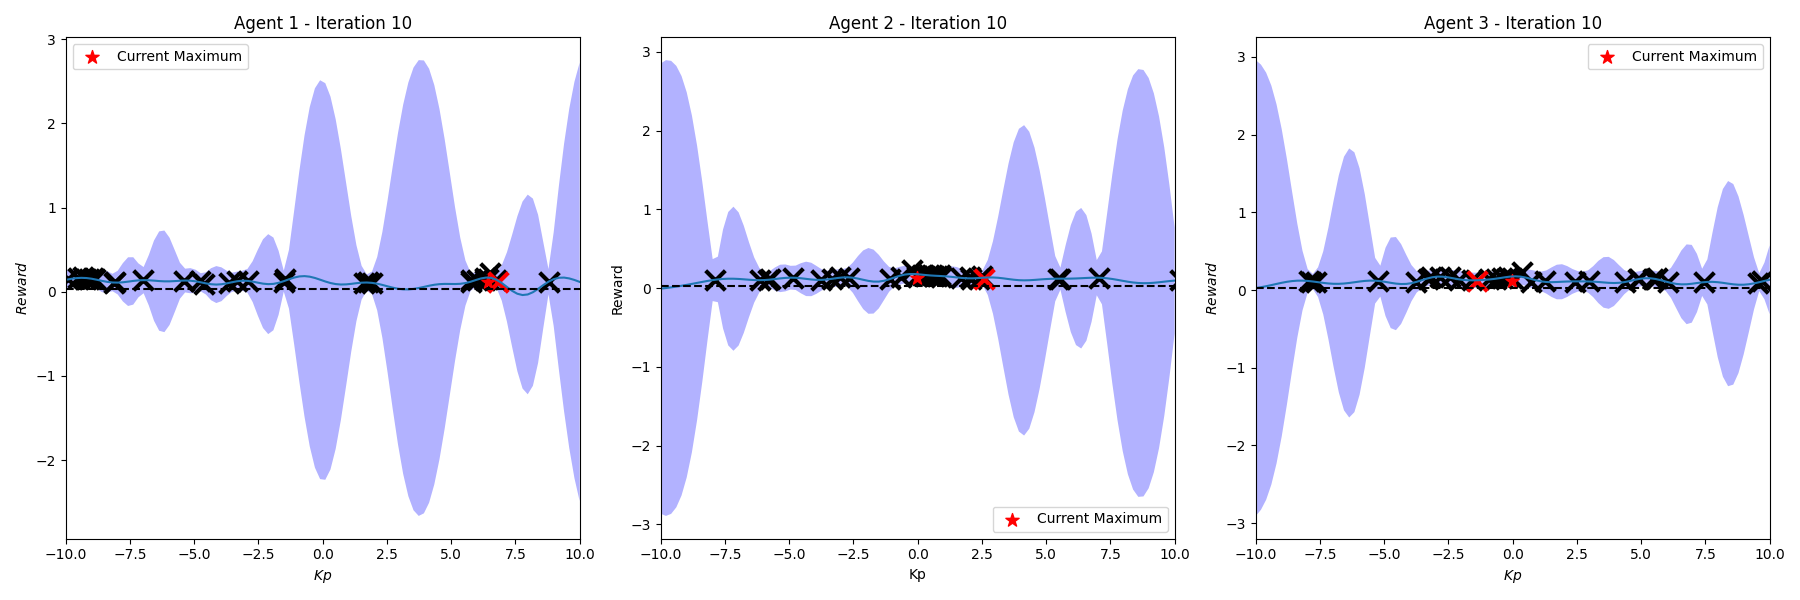 Agent 1 - Iteration 10
Current Maximum
Reward
3
2
1
0
−1
−2
−10.0 −7.5 −5.0 −2.5 0.0 2.5 5.0 7.5 10.0
Kp
Agent 2 - Iteration 10
Reward
3
2
1
0
−1
−2
−3
Current Maximum
−10.0 −7.5 −5.0 −2.5 0.0 2.5 5.0 7.5 10.0
Kp
Agent 3 - Iteration 10
Current Maximum
Reward
3
2
1
0
−1
−2
−3
−10.0 −7.5 −5.0 −2.5 0.0 2.5 5.0 7.5 10.0
Kp